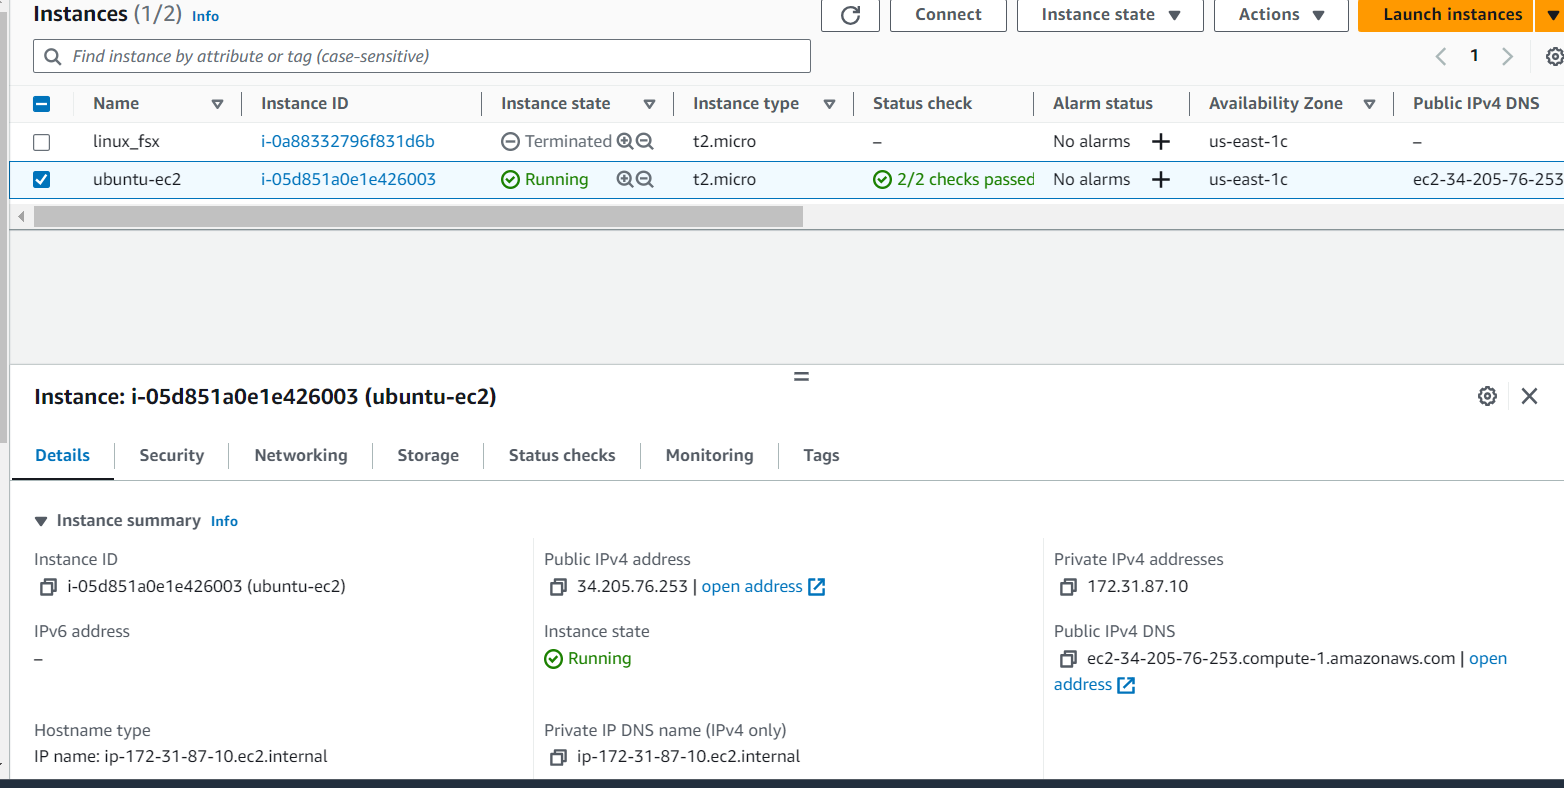 Instances (1/2) Info
Connect Instance state Actions Launch instances
Find instance by attribute or tag (case-sensitive)
1
Name Instance ID Instance state Instance type Status check Alarm status Availability Zone Public IPv4 DNS
linux_fsx i-0a88332796f831d6b Terminated t2.micro – No alarms + us-east-1c –
ubuntu-ec2 i-05d851a0e1e426003 Running t2.micro 2/2 checks passed No alarms + us-east-1c ec2-34-205-76-253
Instance: i-05d851a0e1e426003 (ubuntu-ec2)
Details Security Networking Storage Status checks Monitoring Tags
Instance summary Info
Instance ID
i-05d851a0e1e426003 (ubuntu-ec2)
Public IPv4 address
34.205.76.253 | open address
Private IPv4 addresses
172.31.87.10
IPv6 address
–
Instance state
Running
Public IPv4 DNS
ec2-34-205-76-253.compute-1.amazonaws.com | open
address
Hostname type
IP name: ip-172-31-87-10.ec2.internal
Private IP DNS name (IPv4 only)
ip-172-31-87-10.ec2.internal